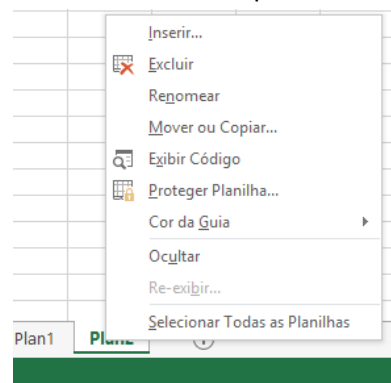 Inserir...
Excluir
Renomear
Mover ou Copiar...
Exibir Código
Proteger Planilha...
Cor da Guia
Ocultar
Re-exibir...
Selecionar Todas as Planilhas
Plan1 Plan2